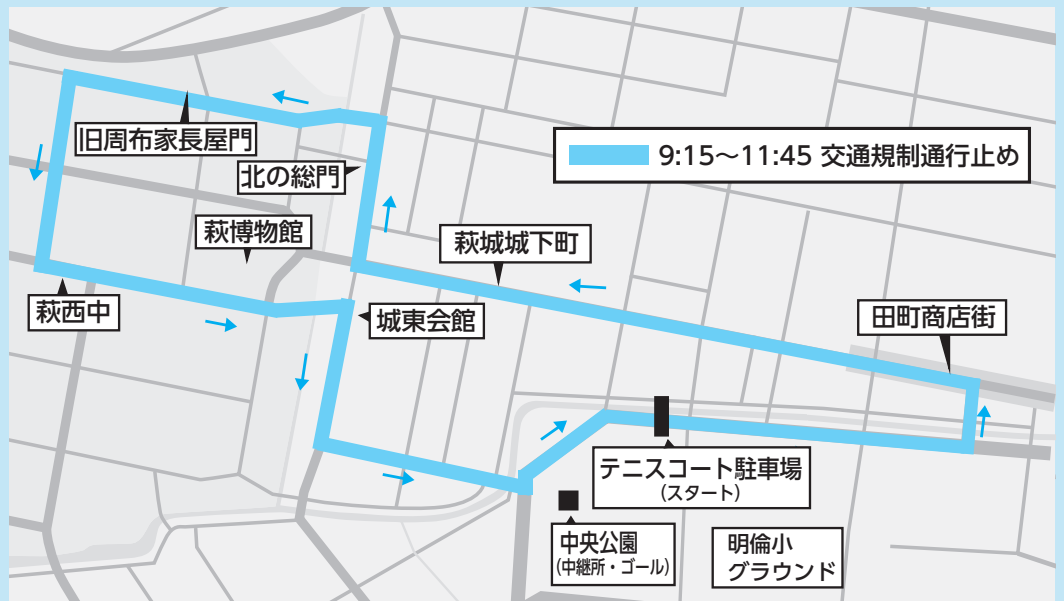 旧周布家長屋門
9:15〜11:45 交通規制通行止め
北の総門
萩博物館
萩城城下町
萩西中
城東会館
田町商店街
テニスコート駐車場
(スタート)
中央公園
(中継所・ゴール)
明倫小
グラウンド